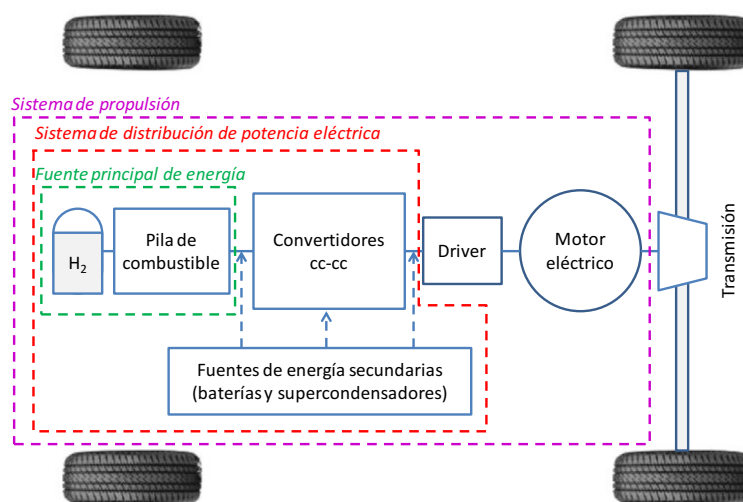 Sistema de propulsión
Sistema de distribución de potencia eléctrica
Fuente principal de energía
H2
Pila de
combustible
Convertidores
cc-cc
Driver
Motor
eléctrico
Transmisión
Fuentes de energía secundarias
(baterías y supercondensadores)